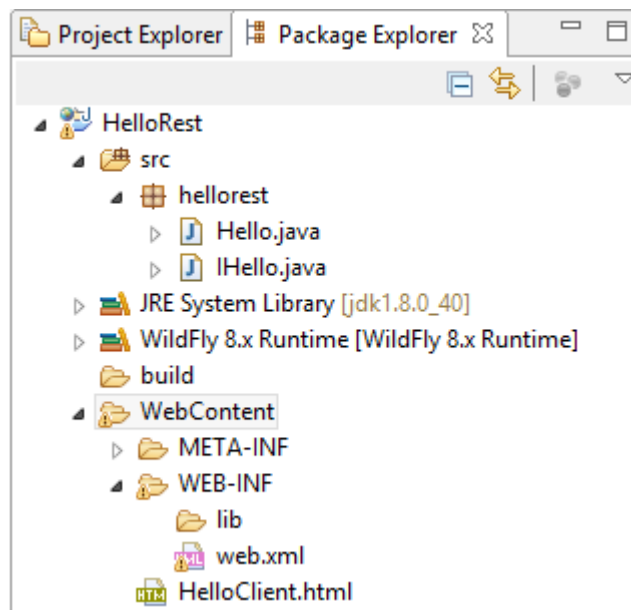 Project Explorer Package Explorer
HelloRest
src
hellorest
Hello.java
IHello.java
JRE System Library [jdk1.8.0_40]
WildFly 8.x Runtime [WildFly 8.x Runtime]
build
WebContent
META-INF
WEB-INF
lib
web.xml
HelloClient.html